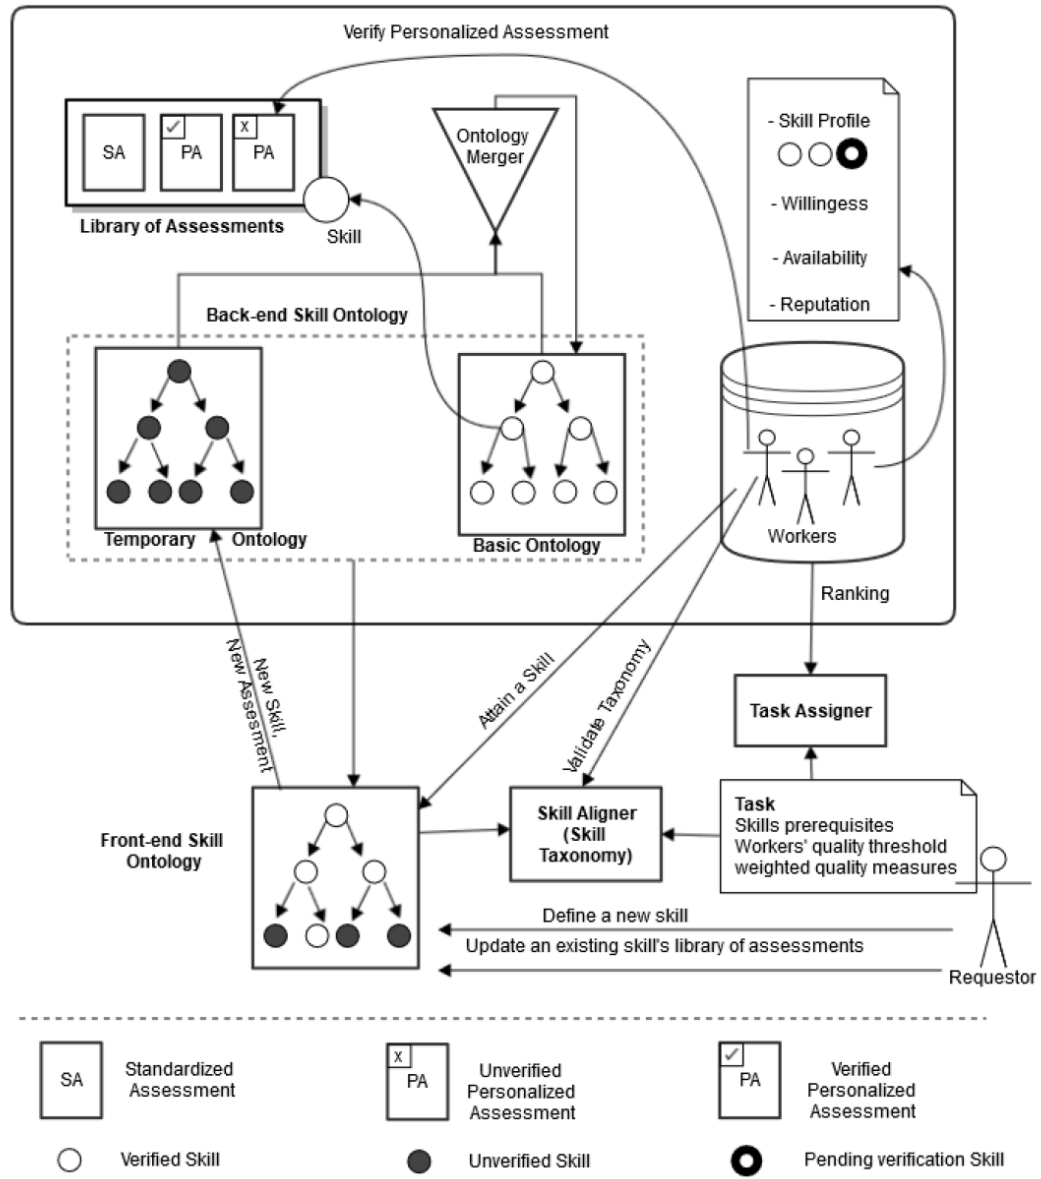 Verify Personalized Assessment
SA
✓
PA
X
PA
Library of Assessments
Skill
Ontology
Merger
- Skill Profile
- Willingess
- Availability
- Reputation
Back-end Skill Ontology
Temporary Ontology
Basic Ontology
Workers
Ranking
New Skill,
New Assesment
Attain a Skill
Validate Taxonomy
Task Assigner
Front-end Skill
Ontology
Skill Aligner
(Skill
Taxonomy)
Task
Skills prerequisites
Workers' quality threshold
weighted quality measures
Define a new skill
Update an existing skill's library of assessments
Requestor
SA
Standardized
Assessment
X
PA
Unverified
Personalized
Assessment
✓
PA
Verified
Personalized
Assessment
Verified Skill
Unverified Skill
Pending verification Skill